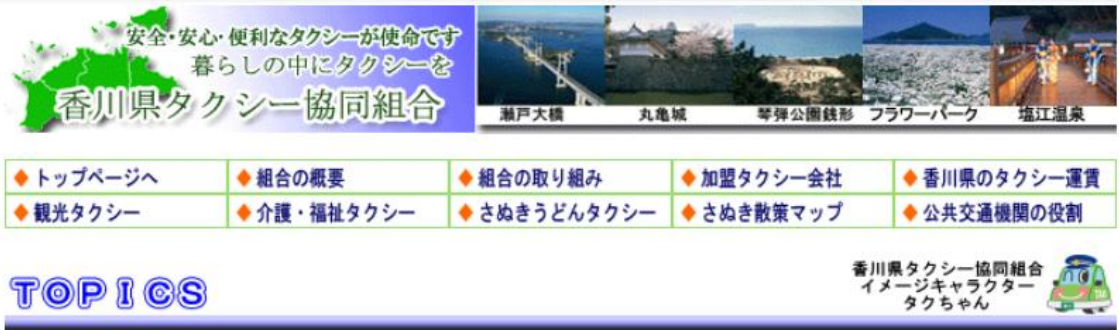 安全・安心・便利なタクシーが使命です
暮らしの中にタクシーを
香川県タクシー協同組合
瀬戸大橋
丸亀城
琴弾公園銭形
フラワーパーク
塩江温泉
◆トップページへ
◆組合の概要
◆組合の取り組み
◆加盟タクシー会社
◆香川県のタクシー運賃
◆観光タクシー
◆介護・福祉タクシー
◆さぬきうどんタクシー
◆さぬき散策マップ
◆公共交通機関の役割
TOPICS
香川県タクシー協同組合
イメージキャラクター
タクちゃん